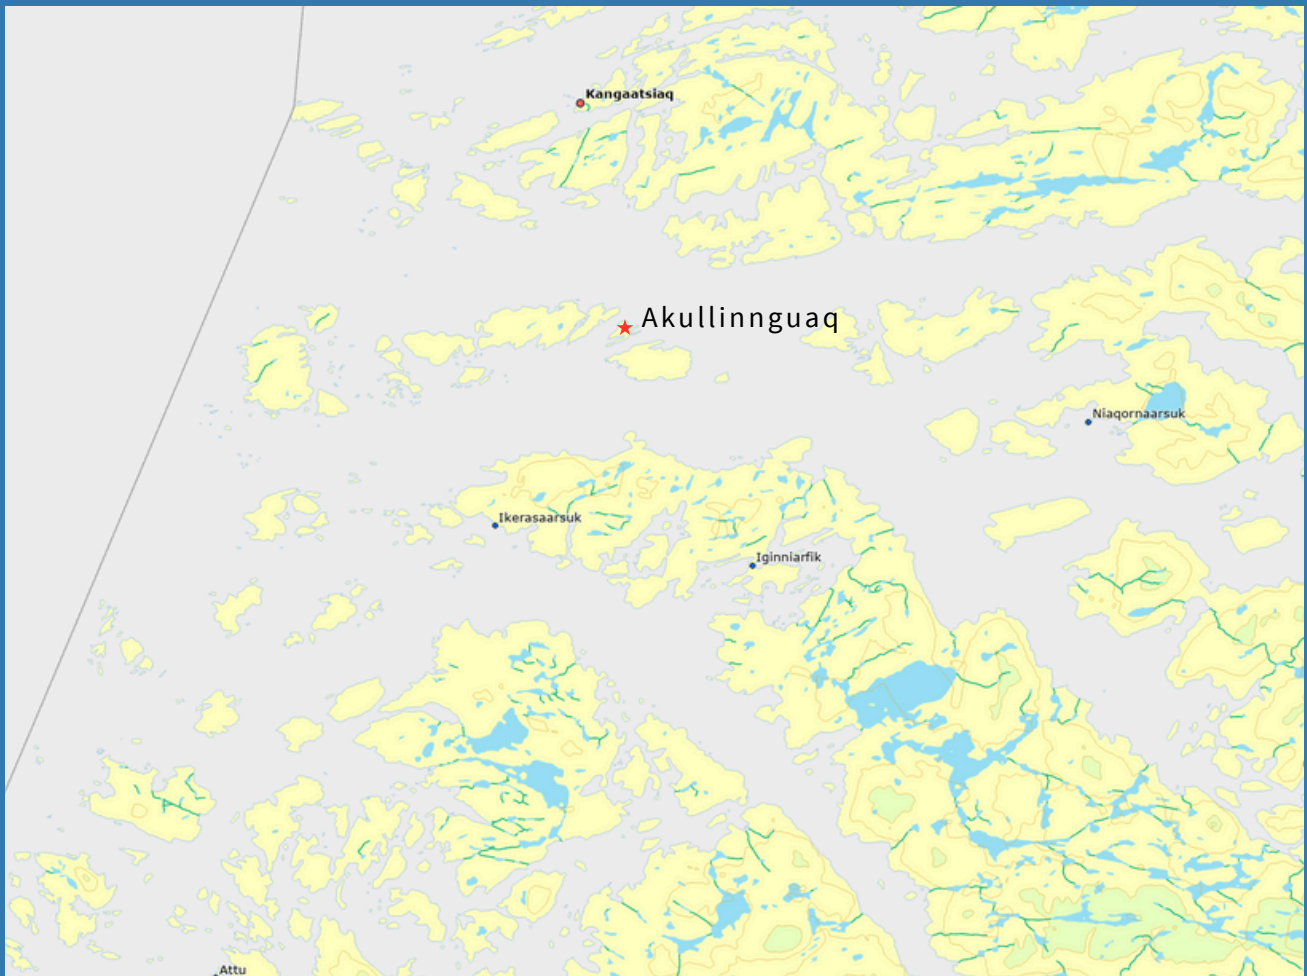 Kangaatsiaq
Akullinnguaq
Niaqornaarsuk
Ikerasaarsuk
Iginniarfik
Attu